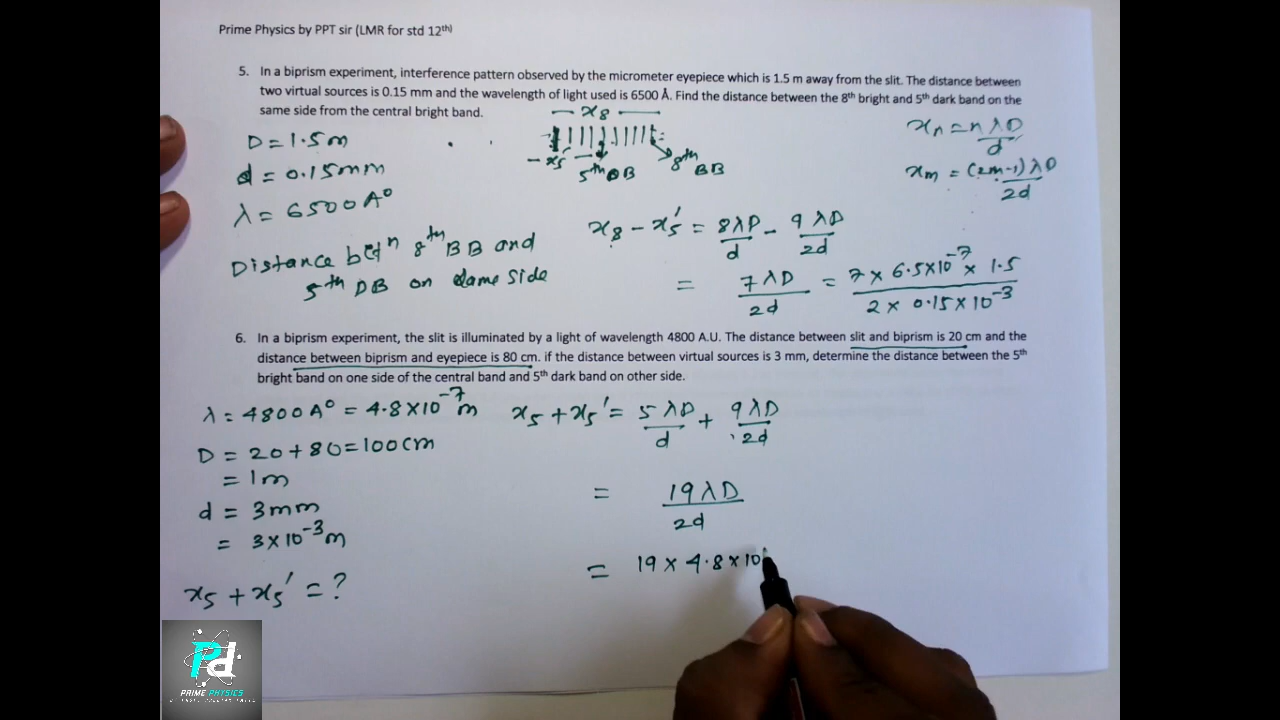 Prime Physics by PPT sir (LMR for std 12th)
5. In a biprism experiment, interference pattern observed by the micrometer eyepiece which is 1.5 m away from the slit. The distance between
two virtual sources is 0.15 mm and the wavelength of light used is 6500 Å. Find the distance between the 8th bright and 5th dark band on the
same side from the central bright band.
x8
D = 1.5m
d = 0.15mm
λ = 6500A°
x5
5th DB
8th BB
xn = nλD/d
xm = (2m-1)λD/2d
Distance betn 8th BB and
5th DB on same side
x8 - x5' = 8λD/d - 9λD/2d
= 7λD/2d = 7 × 6.5×10^-7 × 1.5/2 × 0.15×10^-3
6. In a biprism experiment, the slit is illuminated by a light of wavelength 4800 A.U. The distance between slit and biprism is 20 cm and the
distance between biprism and eyepiece is 80 cm. if the distance between virtual sources is 3 mm, determine the distance between the 5th
bright band on one side of the central band and 5th dark band on other side.
λ = 4800A° = 4.8×10^-7 m
D = 20+80=100cm
= 1m
d = 3mm
= 3×10^-3 m
x5 + x5' = ?
x5 + x5' = 5λD/d + 9λD/2d
= 19λD/2d
= 19 × 4.8 × 10
Pd
PRIME PHYSICS